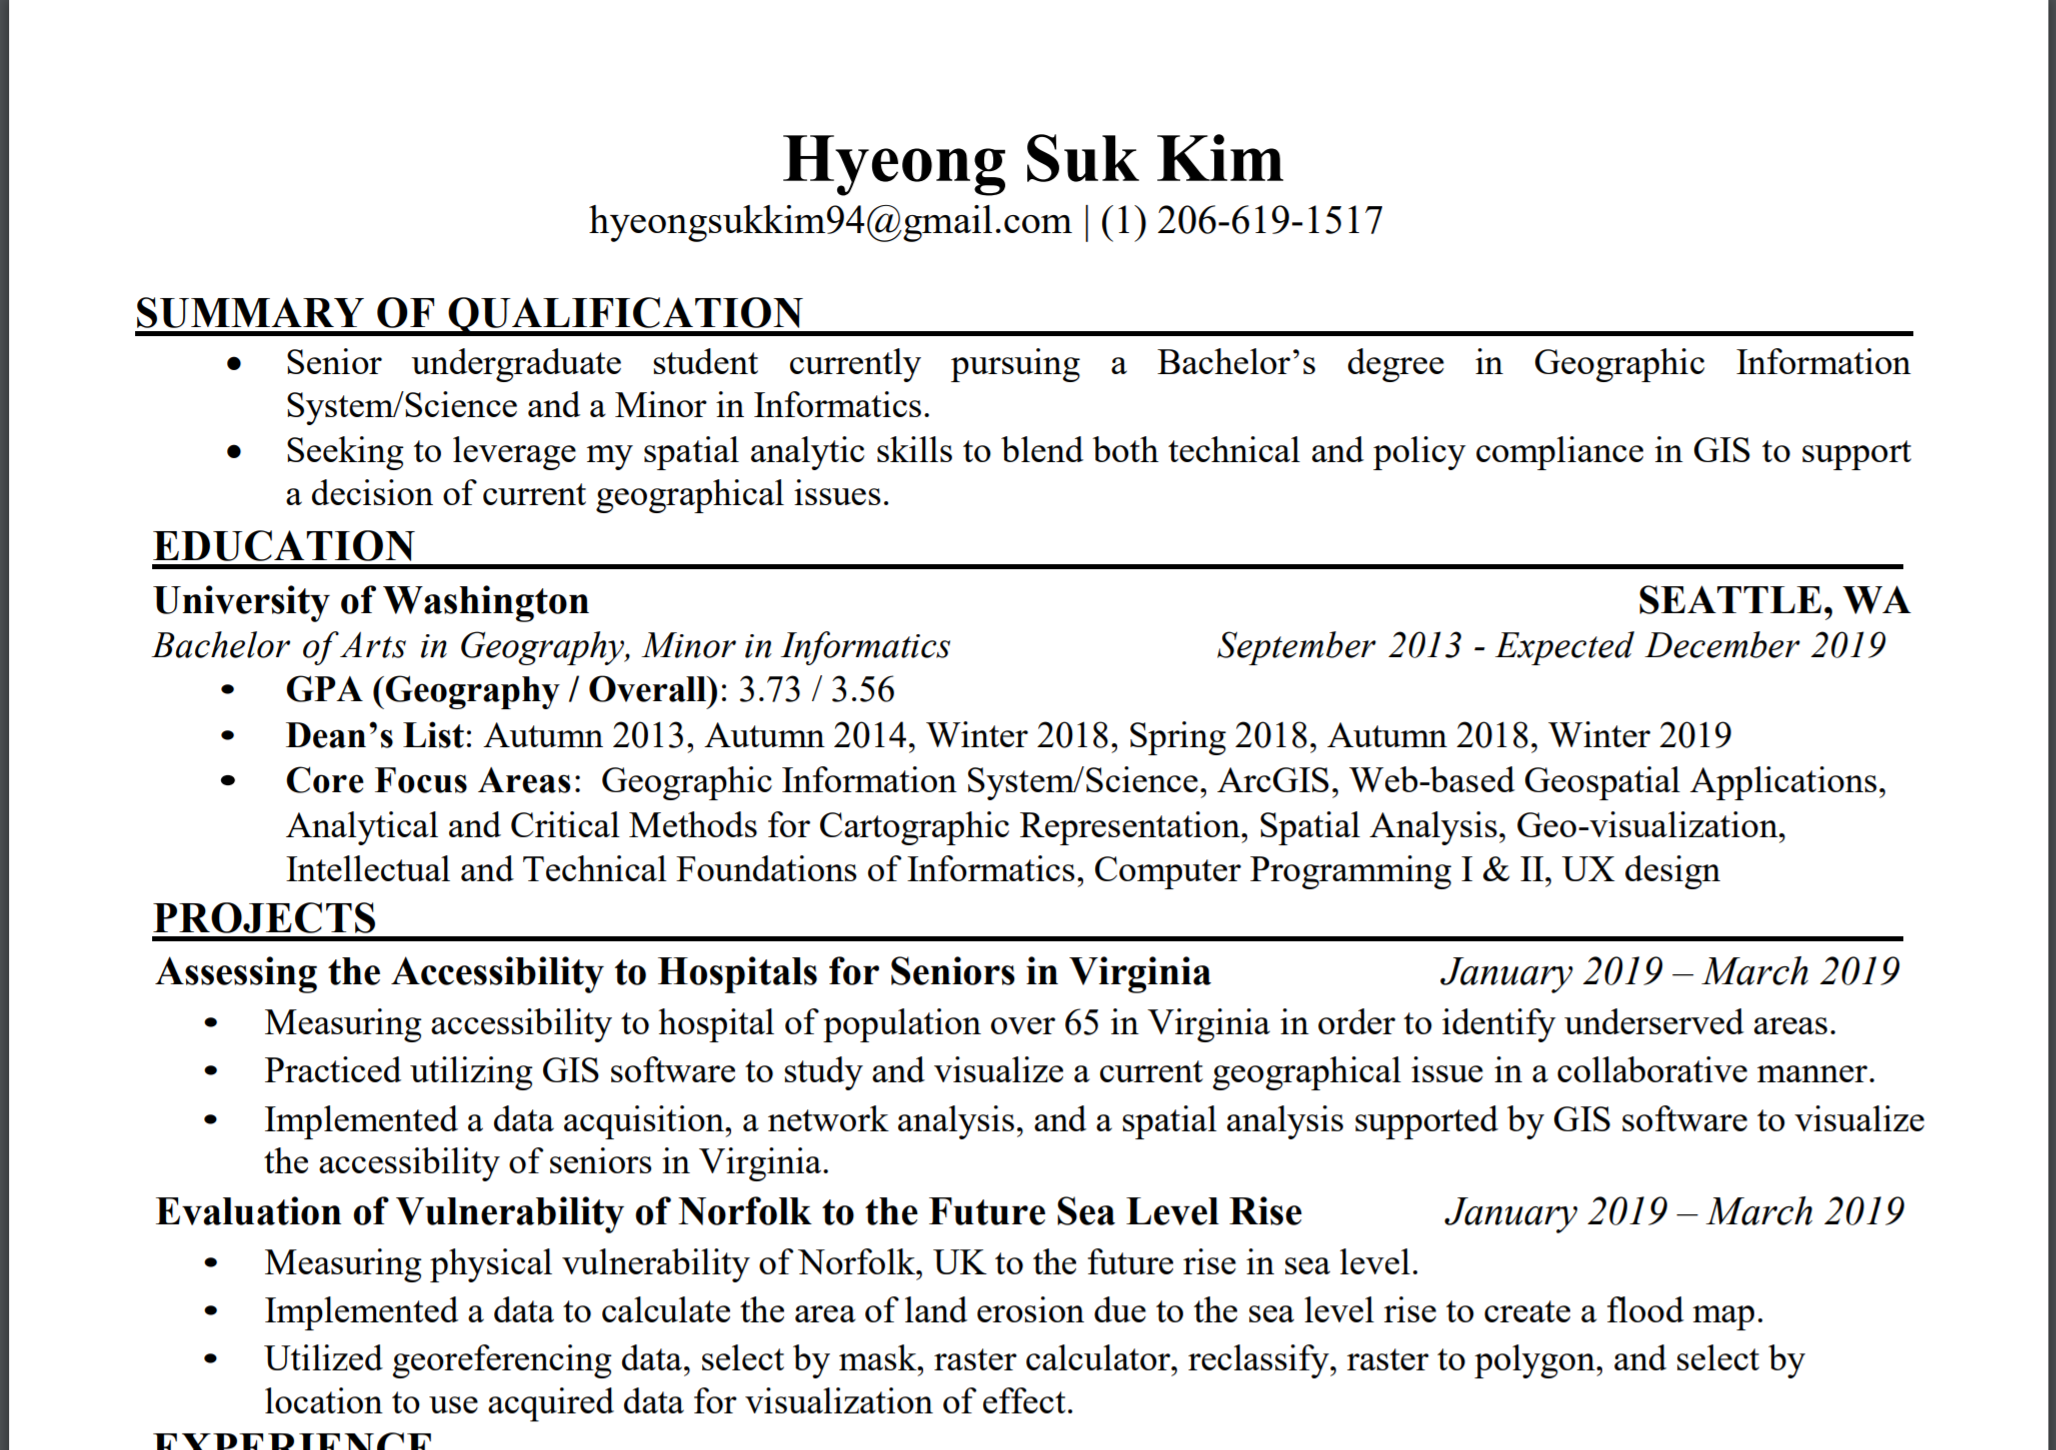 Hyeong Suk Kim
hyeongsukkim94@gmail.com | (1) 206-619-1517
SUMMARY OF QUALIFICATION
• Senior undergraduate student currently pursuing a Bachelor’s degree in Geographic Information
System/Science and a Minor in Informatics.
• Seeking to leverage my spatial analytic skills to blend both technical and policy compliance in GIS to support
a decision of current geographical issues.
EDUCATION
University of Washington SEATTLE, WA
Bachelor of Arts in Geography, Minor in Informatics September 2013 - Expected December 2019
• GPA (Geography / Overall): 3.73 / 3.56
• Dean’s List: Autumn 2013, Autumn 2014, Winter 2018, Spring 2018, Autumn 2018, Winter 2019
• Core Focus Areas: Geographic Information System/Science, ArcGIS, Web-based Geospatial Applications,
Analytical and Critical Methods for Cartographic Representation, Spatial Analysis, Geo-visualization,
Intellectual and Technical Foundations of Informatics, Computer Programming I & II, UX design
PROJECTS
Assessing the Accessibility to Hospitals for Seniors in Virginia January 2019 – March 2019
• Measuring accessibility to hospital of population over 65 in Virginia in order to identify underserved areas.
• Practiced utilizing GIS software to study and visualize a current geographical issue in a collaborative manner.
• Implemented a data acquisition, a network analysis, and a spatial analysis supported by GIS software to visualize
the accessibility of seniors in Virginia.
Evaluation of Vulnerability of Norfolk to the Future Sea Level Rise January 2019 – March 2019
• Measuring physical vulnerability of Norfolk, UK to the future rise in sea level.
• Implemented a data to calculate the area of land erosion due to the sea level rise to create a flood map.
• Utilized georeferencing data, select by mask, raster calculator, reclassify, raster to polygon, and select by
location to use acquired data for visualization of effect.
EXPERIENCE